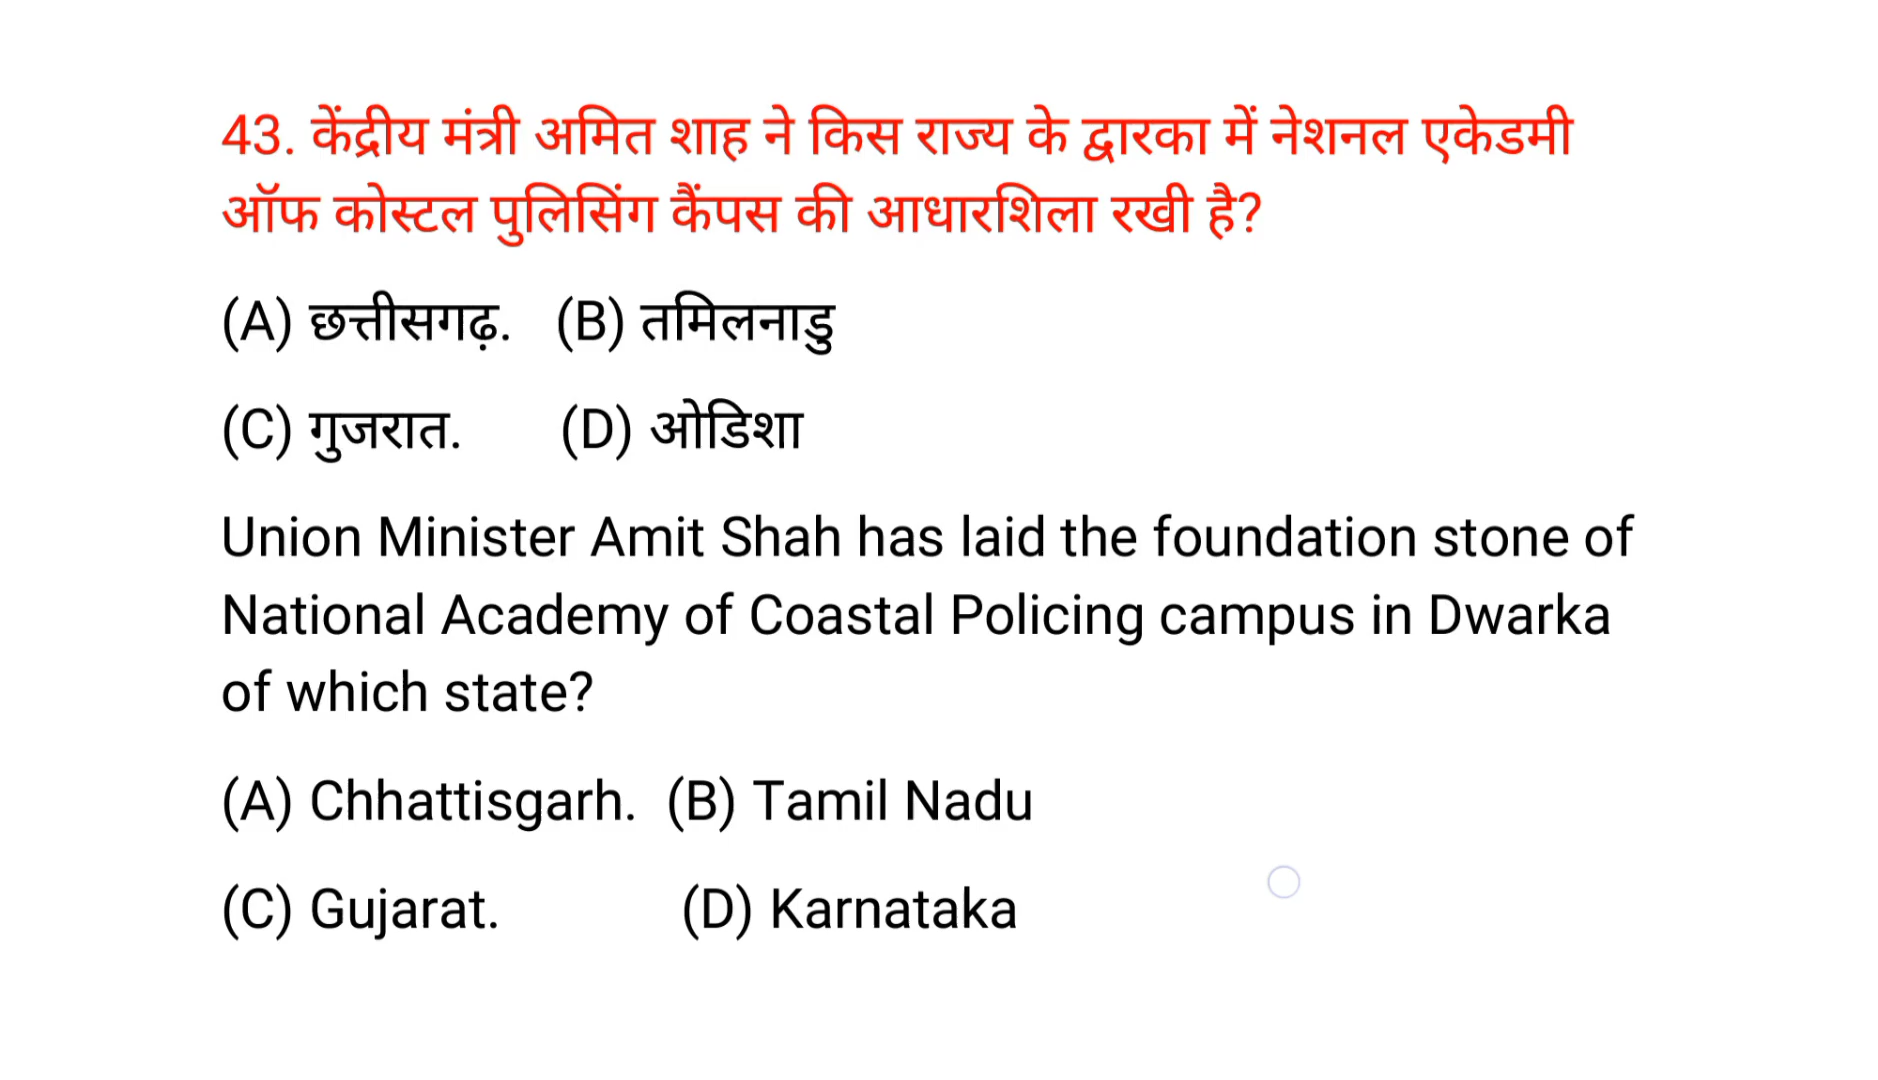 43. केंद्रीय मंत्री अमित शाह ने किस राज्य के द्वारका में नेशनल एकेडमी
ऑफ कोस्टल पुलिसिंग कैंपस की आधारशिला रखी है?
(A) छत्तीसगढ़. (B) तमिलनाडु
(C) गुजरात. (D) ओडिशा
Union Minister Amit Shah has laid the foundation stone of
National Academy of Coastal Policing campus in Dwarka
of which state?
(A) Chhattisgarh. (B) Tamil Nadu
(C) Gujarat. (D) Karnataka